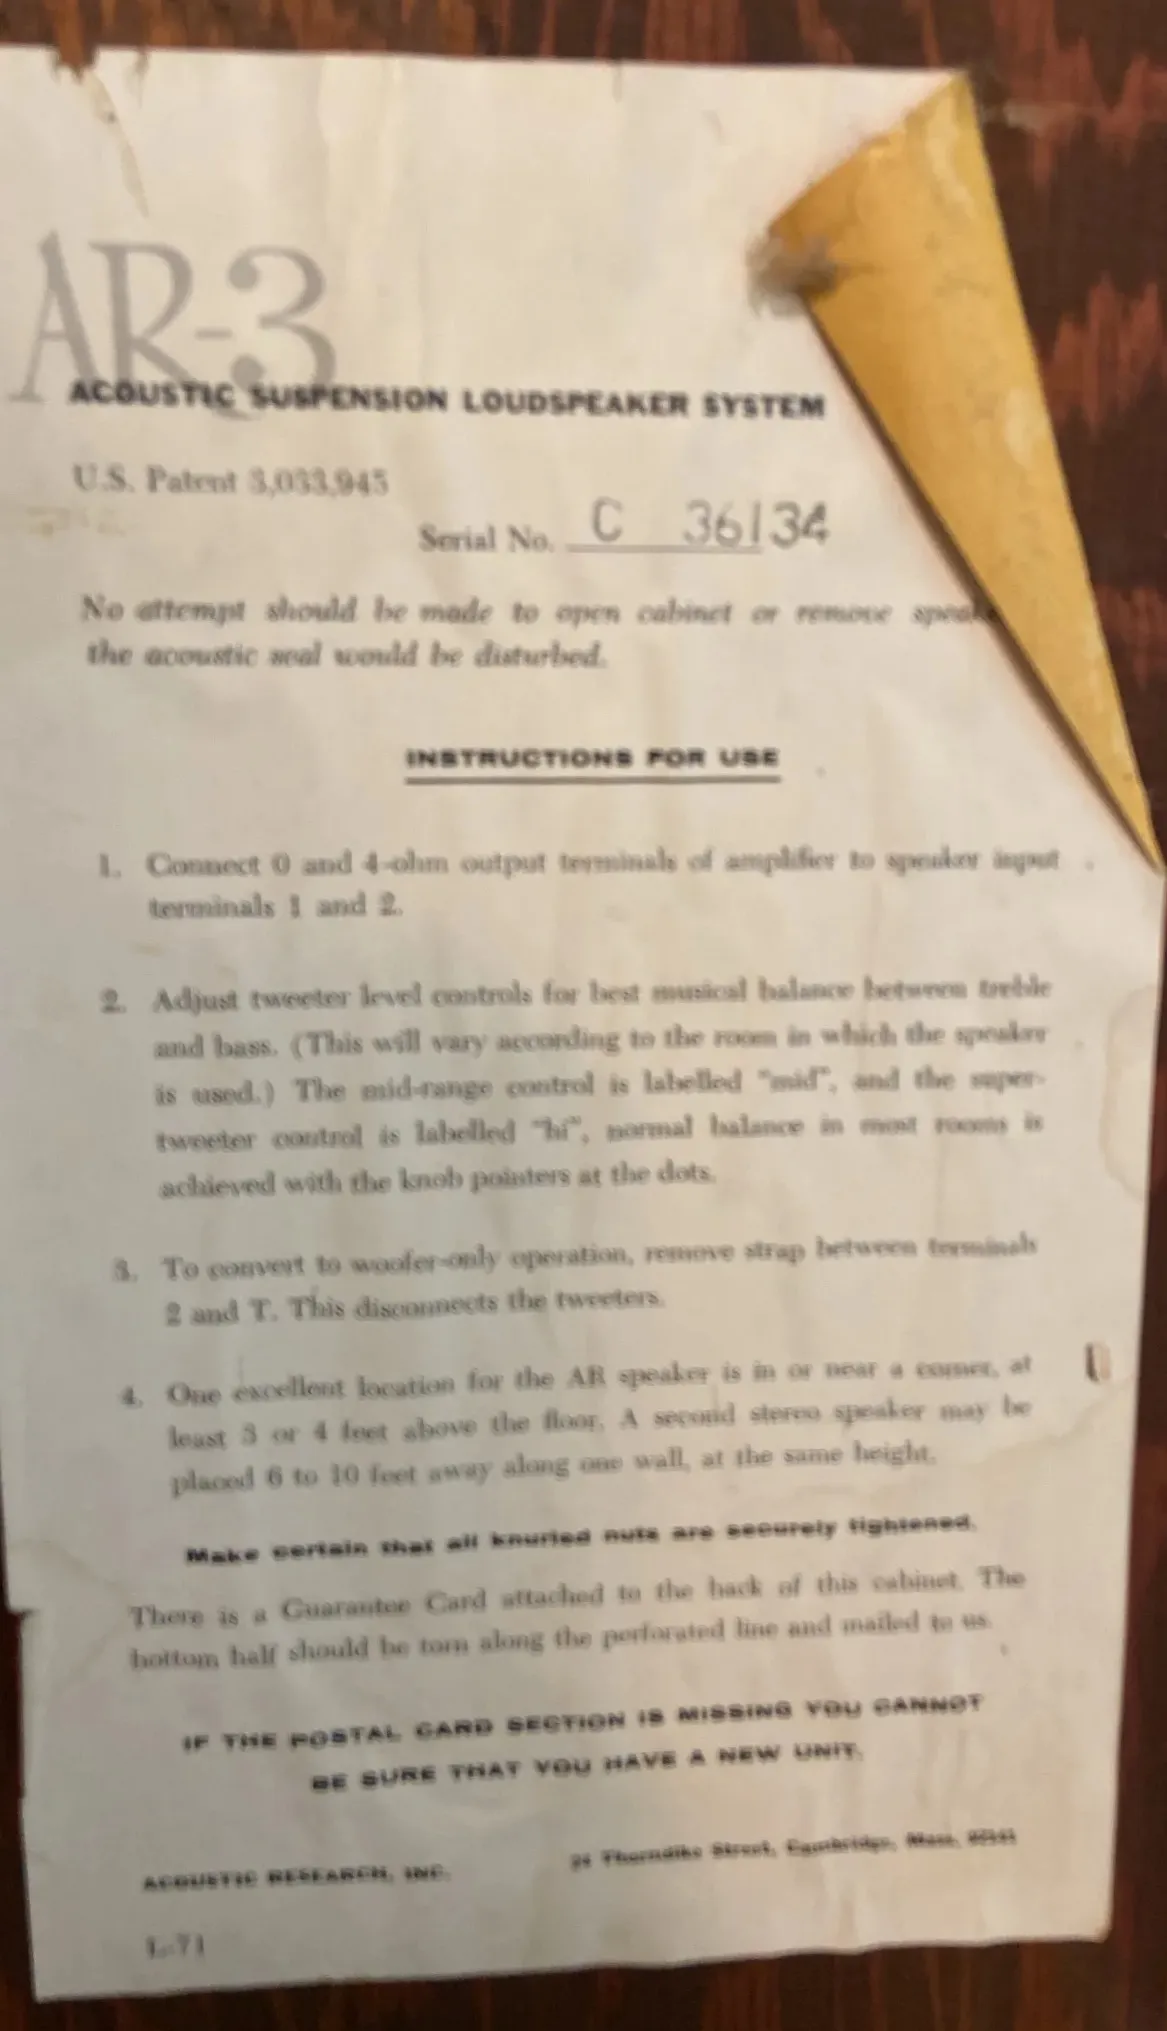 AR-3
ACOUSTIC SUSPENSION LOUDSPEAKER SYSTEM
U.S. Patent 3,033,945
Serial No. C 36134
No attempt should be made to open cabinet or remove
the acoustic seal would be disturbed.
INSTRUCTIONS FOR USE
1. Connect 0 and 4-ohm output terminals of amplifier to speaker input
terminals 1 and 2.
2. Adjust tweeter level controls for best musical balance between treble
and bass. (This will vary according to the room in which the speaker
is used.) The mid-range control is labelled "mid", and the super-
tweeter control is labelled "hi", normal balance in most rooms is
achieved with the knob pointers at the dots.
3. To convert to woofer-only operation, remove strap between terminals
2 and T. This disconnects the tweeters.
4. One excellent location for the AR speaker is in or near a corner, at
least 3 or 4 feet above the floor. A second stereo speaker may be
placed 6 to 10 feet away along one wall, at the same height.
Make certain that all knurled nuts are securely tightened.
There is a Guarantee Card attached to the back of this cabinet. The
bottom half should be torn along the perforated line and mailed to us.
IF THE POSTAL CARD SECTION IS MISSING YOU CANNOT
BE SURE THAT YOU HAVE A NEW UNIT.
ACOUSTIC RESEARCH, INC. 24 Thorndike Street, Cambridge, Mass. 02141
L-71